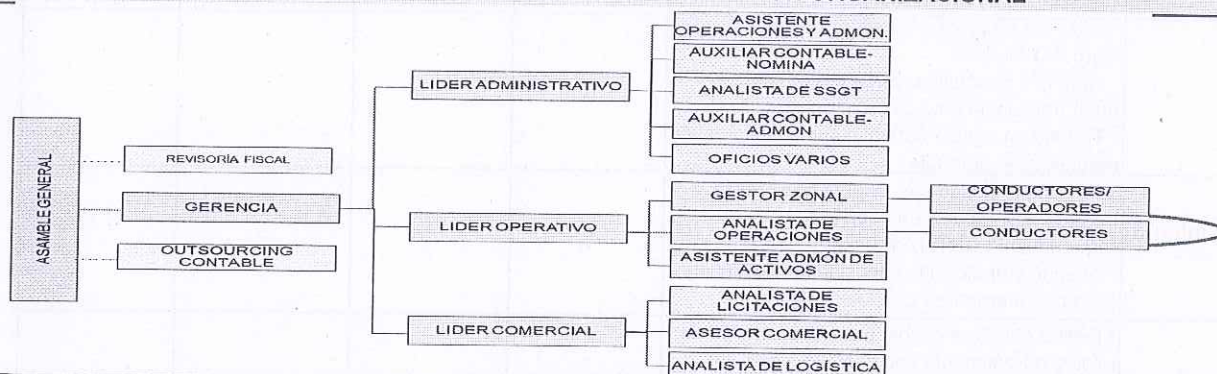 ASISTENTE
OPERACIONES Y ADMON.
AUXILIAR CONTABLE-
NOMINA
LIDER ADMINISTRATIVO
ANALISTA DE SSGT
AUXILIAR CONTABLE-
ADMON
OFICIOS VARIOS
ASAMBLE GENERAL
REVISORÍA FISCAL
GERENCIA
OUTSOURCING
CONTABLE
LIDER OPERATIVO
GESTOR ZONAL
CONDUCTORES/
OPERADORES
ANALISTA DE
OPERACIONES
CONDUCTORES
ASISTENTE ADMÓN DE
ACTIVOS
LIDER COMERCIAL
ANALISTA DE
LICITACIONES
ASESOR COMERCIAL
ANALISTA DE LOGÍSTICA